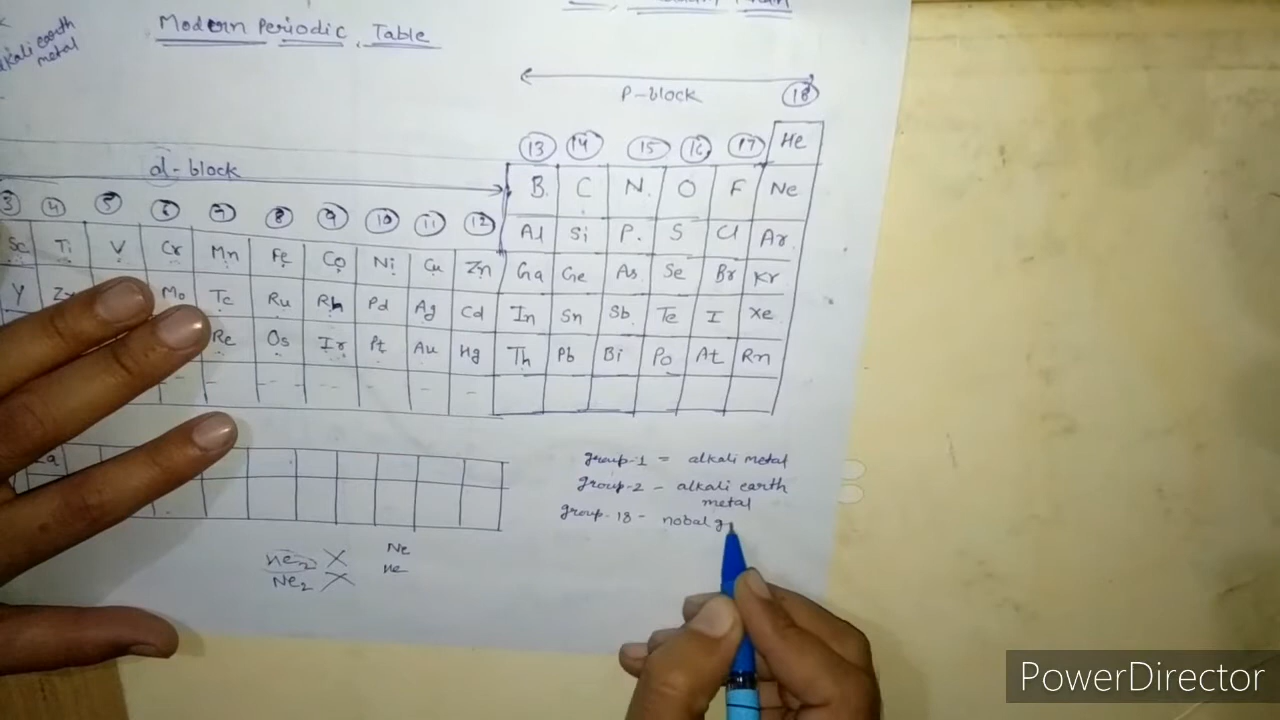 Modern Periodic Table
alkali earth
metal
P-block
18
d-block
13 14 15 16 17 He
B C N O F Ne
3 4 5 6 7 8 9 10 11 12
Al Si P S Cl Ar
Sc Ti V Cr Mn Fe Co Ni Cu Zn Ga Ge As Se Br Kr
Y Mo Tc Ru Rh Pd Ag Cd In Sn Sb Te I Xe
Re Os Ir Pt Au Hg Th Pb Bi Po At Rn
group-1 = alkali metal
group-2 - alkali earth
metal
group-18 - nobal g
Ne
Ne2 X
ne
PowerDirector